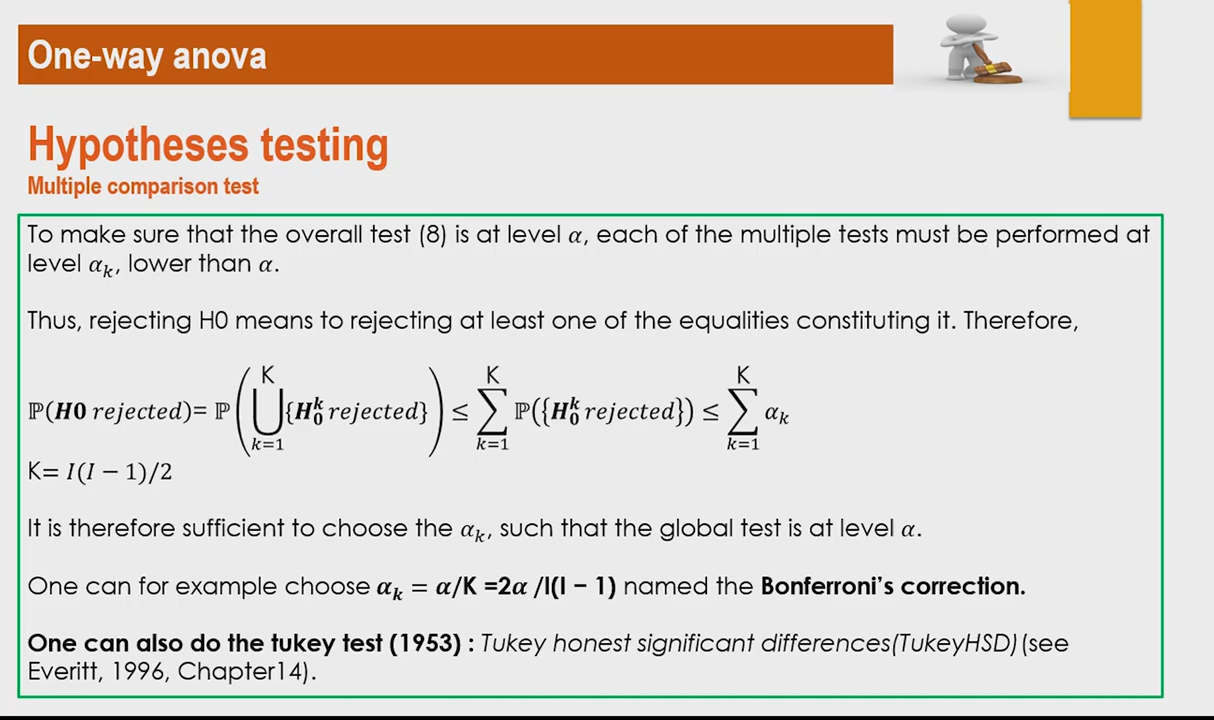 One-way anova
Hypotheses testing
Multiple comparison test
To make sure that the overall test (8) is at level α, each of the multiple tests must be performed at
level αₖ, lower than α.
Thus, rejecting H0 means to rejecting at least one of the equalities constituting it. Therefore,
ℙ(H0 rejected)= ℙ(⋃_{k=1}^{K}{H₀ᵏ rejected}) ≤ ∑_{k=1}^{K} ℙ({H₀ᵏ rejected}) ≤ ∑_{k=1}^{K} αₖ
K= I(I − 1)/2
It is therefore sufficient to choose the αₖ, such that the global test is at level α.
One can for example choose αₖ = α/K =2α /I(I − 1) named the Bonferroni’s correction.
One can also do the tukey test (1953) : Tukey honest significant differences(TukeyHSD)(see
Everitt, 1996, Chapter14).